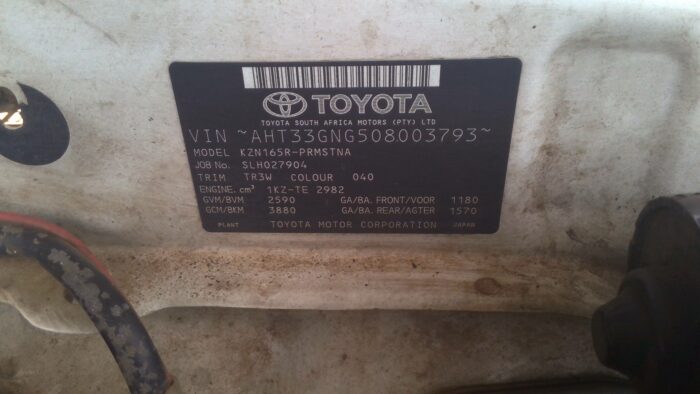 TOYOTA
TOYOTA SOUTH AFRICA MOTORS (PTY) LTD
VIN ~AHT33GNG508003793~
MODEL KZN165R-PRMSTNA
JOB No. SLH027904
TRIM TR3W COLOUR 040
ENGINE.cm³ 1KZ-TE 2982
GVM/BVM 2590 GA/BA. FRONT/VOOR 1180
GCM/BKM 3880 GA/BA. REAR/AGTER 1570
PLANT TOYOTA MOTOR CORPORATION JAPAN